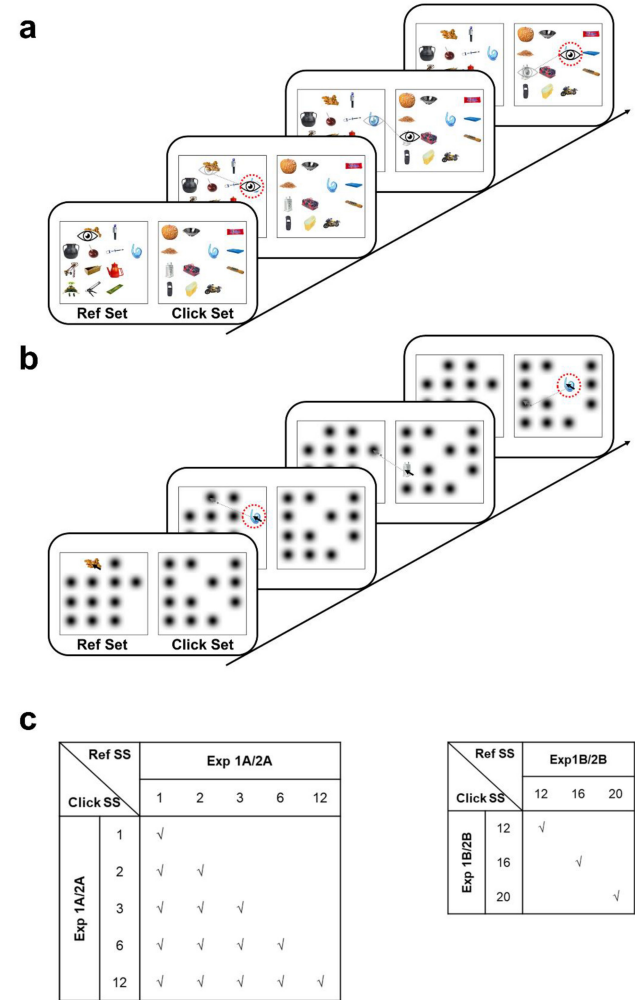 a
Ref Set Click Set
b
Ref Set Click Set
c
Ref SS Exp 1A/2A
Click SS 1 2 3 6 12
Exp 1A/2A
1 √
2 √ √
3 √ √ √
6 √ √ √ √
12 √ √ √ √ √
Ref SS Exp1B/2B
Click SS 12 16 20
Exp 1B/2B
12 √
16 √
20 √